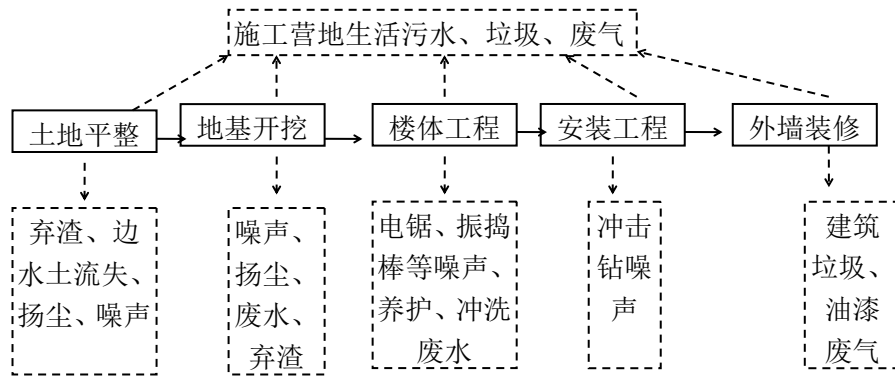 施工营地生活污水、垃圾、废气
土地平整
地基开挖
楼体工程
安装工程
外墙装修
弃渣、边
水土流失、
扬尘、噪声
噪声、
扬尘、
废水、
弃渣
电锯、振捣
棒等噪声、
养护、冲洗
废水
冲击
钻噪
声
建筑
垃圾、
油漆
废气